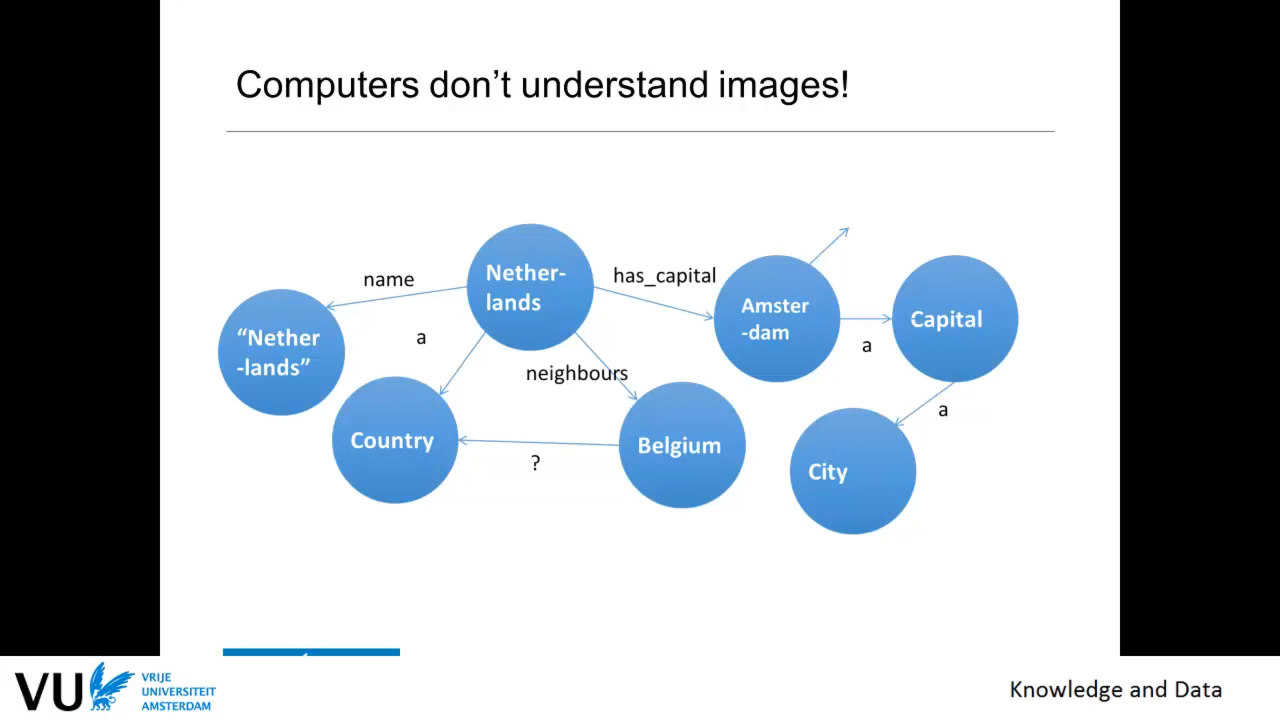 Computers don’t understand images!
name
Nether-
lands
has_capital
Amster
-dam
Capital
“Nether
-lands”
a
a
neighbours
a
Country
Belgium
?
City
VU
VRIJE
UNIVERSITEIT
AMSTERDAM
Knowledge and Data